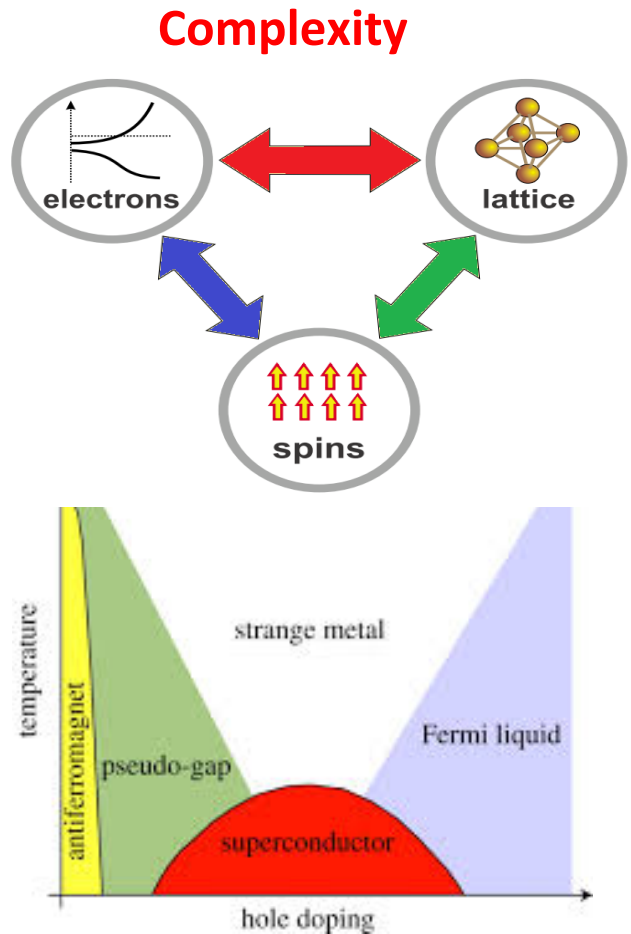 Complexity
electrons
lattice
spins
temperature
antiferromagnet
pseudo-gap
strange metal
Fermi liquid
superconductor
hole doping